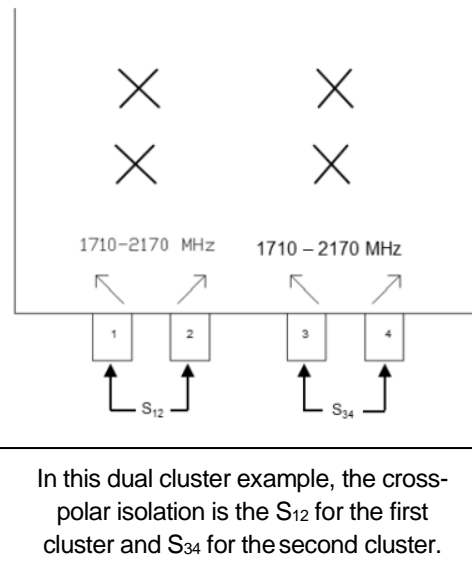 1710-2170 MHz 1710 – 2170 MHz
1 2 3 4
S12 S34
In this dual cluster example, the cross-
polar isolation is the S12 for the first
cluster and S34 for the second cluster.